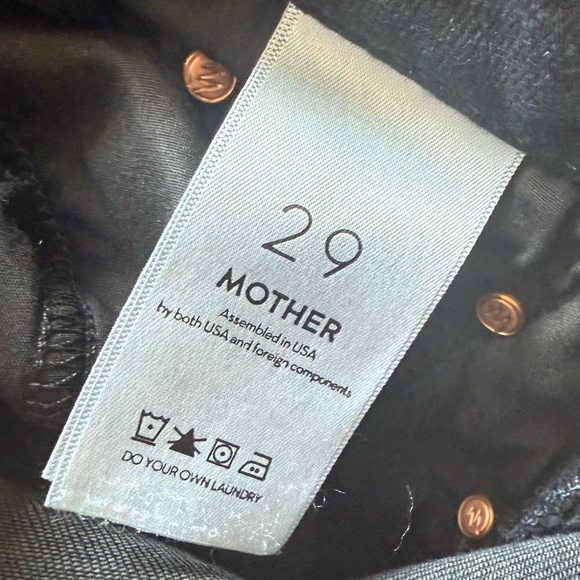 29
MOTHER
Assembled in USA
by both USA and foreign components
DO YOUR OWN LAUNDRY
M
M
M